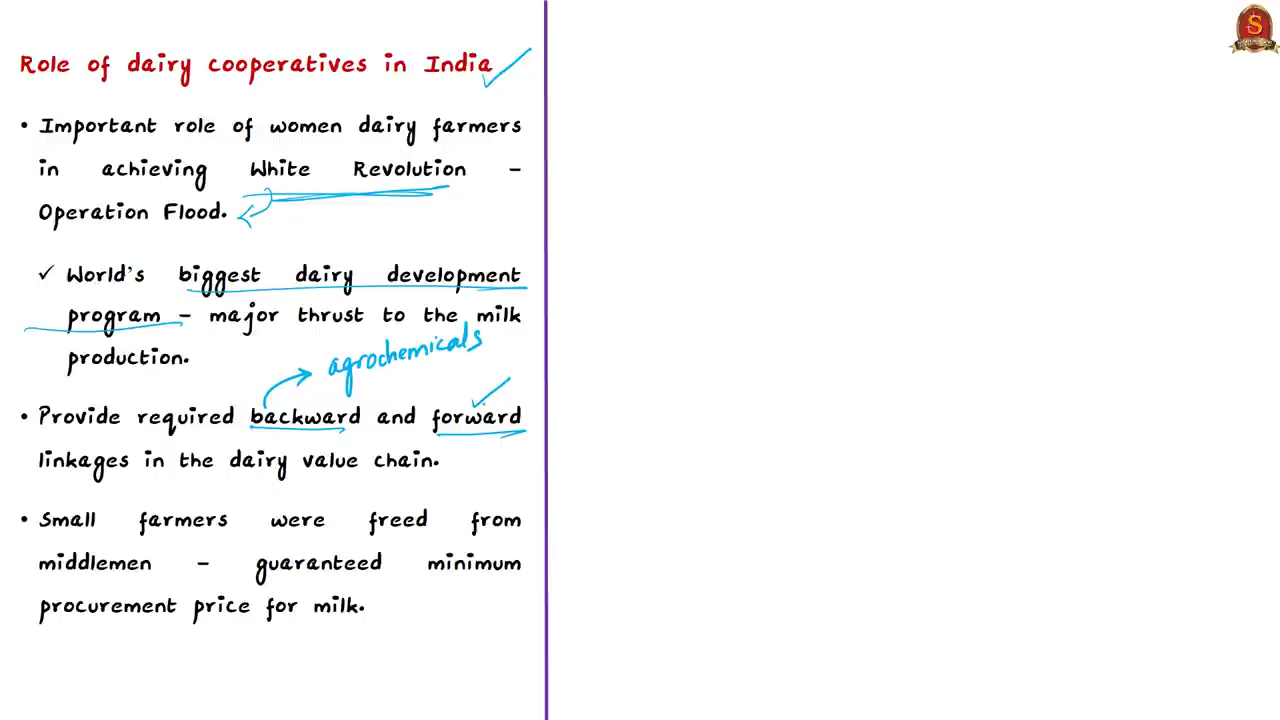 Role of dairy cooperatives in India
• Important role of women dairy farmers
in achieving White Revolution –
Operation Flood.
✓ World's biggest dairy development
program – major thrust to the milk
production.
agrochemicals
• Provide required backward and forward
linkages in the dairy value chain.
• Small farmers were freed from
middlemen – guaranteed minimum
procurement price for milk.
S